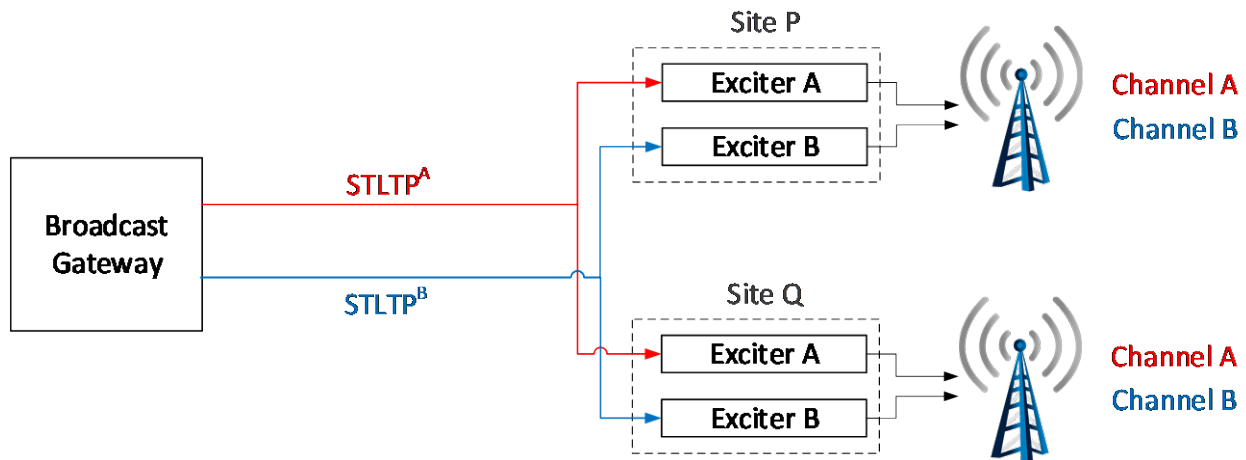 Site P
Exciter A
Exciter B
Channel A
Channel B
STLTP^A
Broadcast
Gateway
STLTP^B
Site Q
Exciter A
Exciter B
Channel A
Channel B